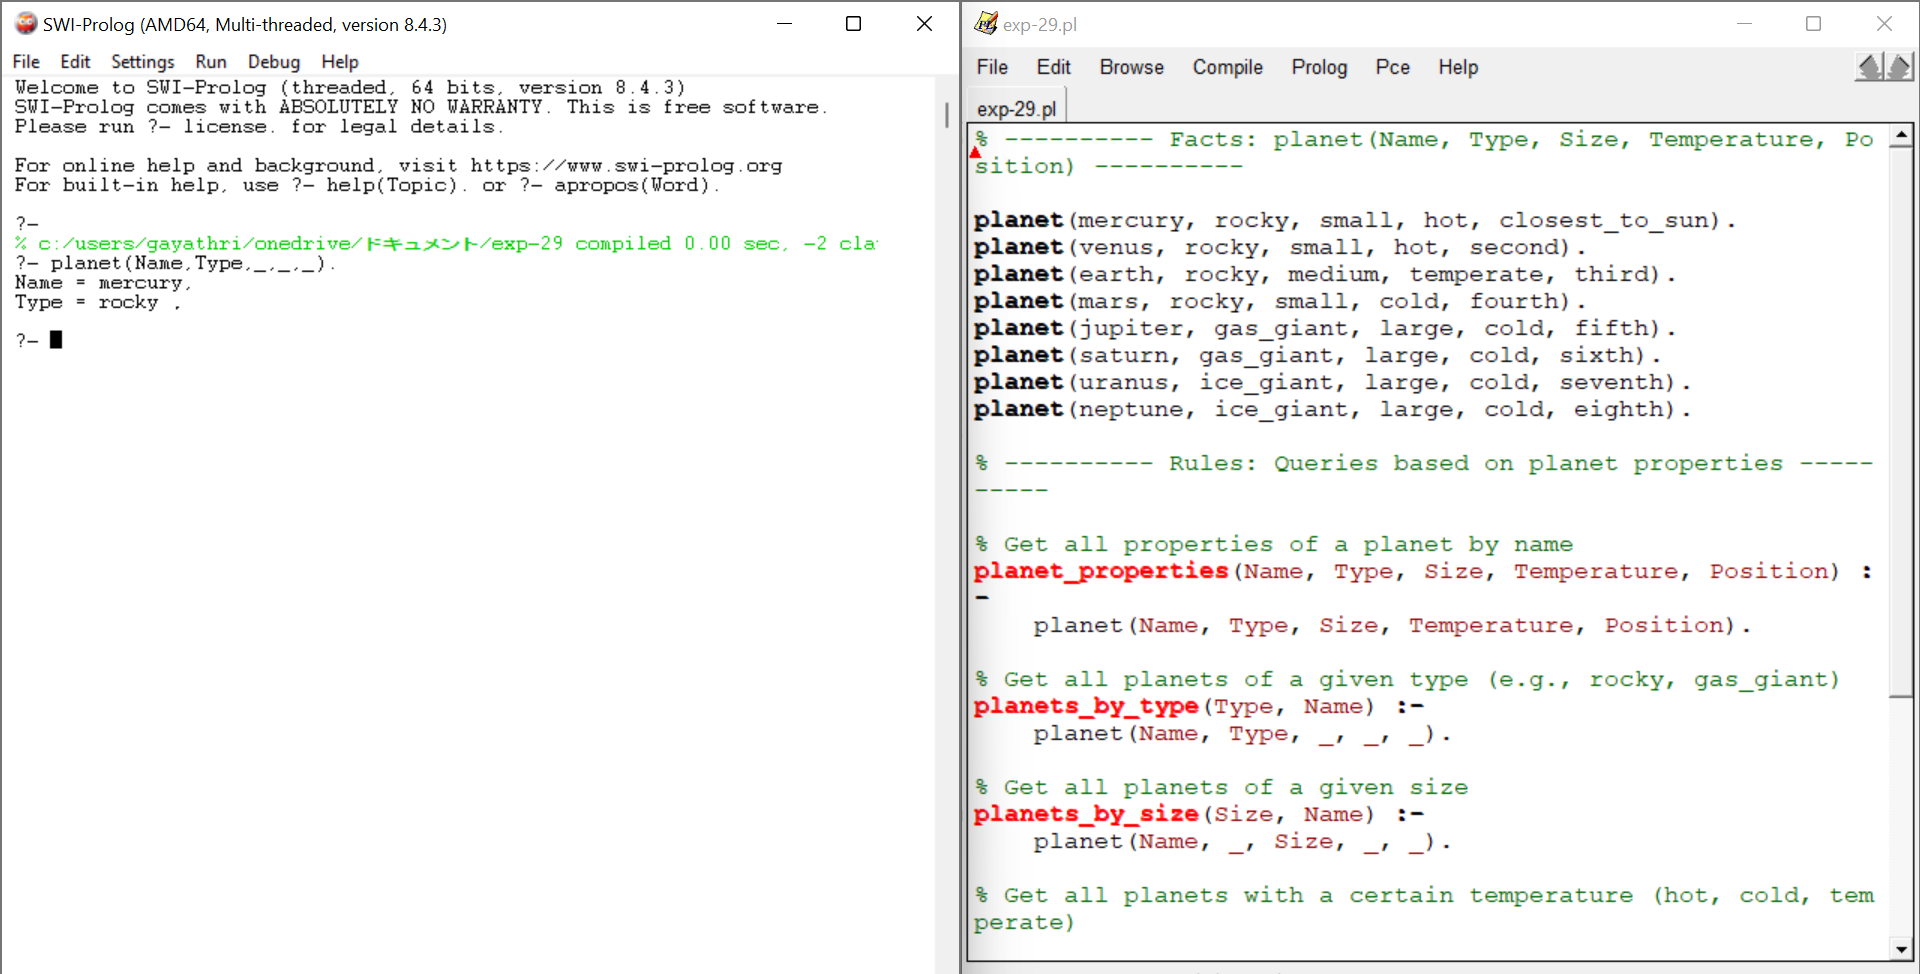 SWI-Prolog (AMD64, Multi-threaded, version 8.4.3)
File Edit Settings Run Debug Help
Welcome to SWI-Prolog (threaded, 64 bits, version 8.4.3)
SWI-Prolog comes with ABSOLUTELY NO WARRANTY. This is free software.
Please run ?- license. for legal details.
For online help and background, visit https://www.swi-prolog.org
For built-in help, use ?- help(Topic). or ?- apropos(Word).
?-
% c:/users/gayathri/onedrive/ドキュメント/exp-29 compiled 0.00 sec, -2 cla
?- planet(Name,Type,_,_,_).
Name = mercury,
Type = rocky .
?-
exp-29.pl
File Edit Browse Compile Prolog Pce Help
exp-29.pl
% ---------- Facts: planet(Name, Type, Size, Temperature, Po
sition) ----------
planet(mercury, rocky, small, hot, closest_to_sun).
planet(venus, rocky, small, hot, second).
planet(earth, rocky, medium, temperate, third).
planet(mars, rocky, small, cold, fourth).
planet(jupiter, gas_giant, large, cold, fifth).
planet(saturn, gas_giant, large, cold, sixth).
planet(uranus, ice_giant, large, cold, seventh).
planet(neptune, ice_giant, large, cold, eighth).
% ---------- Rules: Queries based on planet properties -----
-----
% Get all properties of a planet by name
planet_properties(Name, Type, Size, Temperature, Position) :
-
planet(Name, Type, Size, Temperature, Position).
% Get all planets of a given type (e.g., rocky, gas_giant)
planets_by_type(Type, Name) :-
planet(Name, Type, _, _, _).
% Get all planets of a given size
planets_by_size(Size, Name) :-
planet(Name, _, Size, _, _).
% Get all planets with a certain temperature (hot, cold, tem
perate)